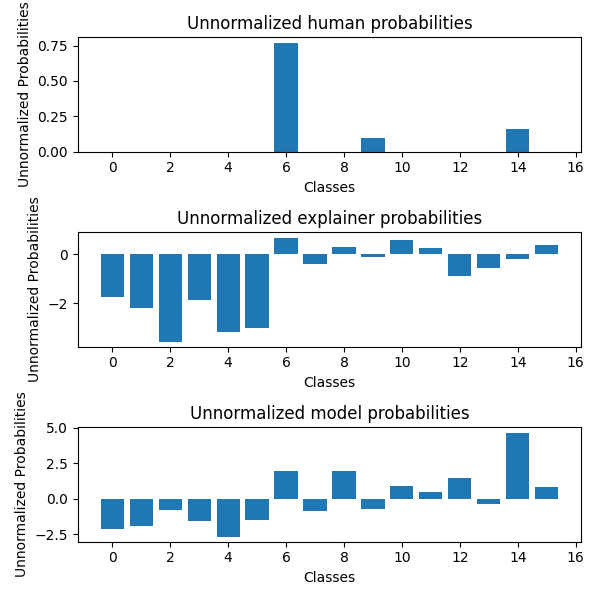 Unnormalized human probabilities
Unnormalized Probabilities
0.75
0.50
0.25
0.00
0 2 4 6 8 10 12 14 16
Classes
Unnormalized explainer probabilities
Unnormalized Probabilities
0
−2
0 2 4 6 8 10 12 14 16
Classes
Unnormalized model probabilities
Unnormalized Probabilities
5.0
2.5
0.0
−2.5
0 2 4 6 8 10 12 14 16
Classes